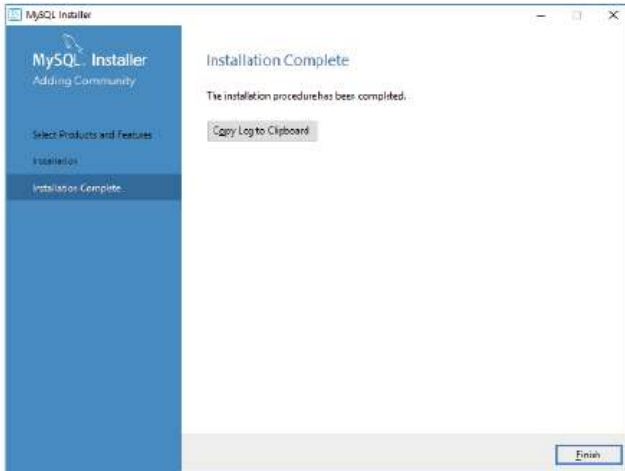 MySQL Installer
MySQL. Installer
Adding Community
Select Products and Features
Installation
Installation Complete
Installation Complete
The installation procedure has been completed.
Copy Log to Clipboard
Finish